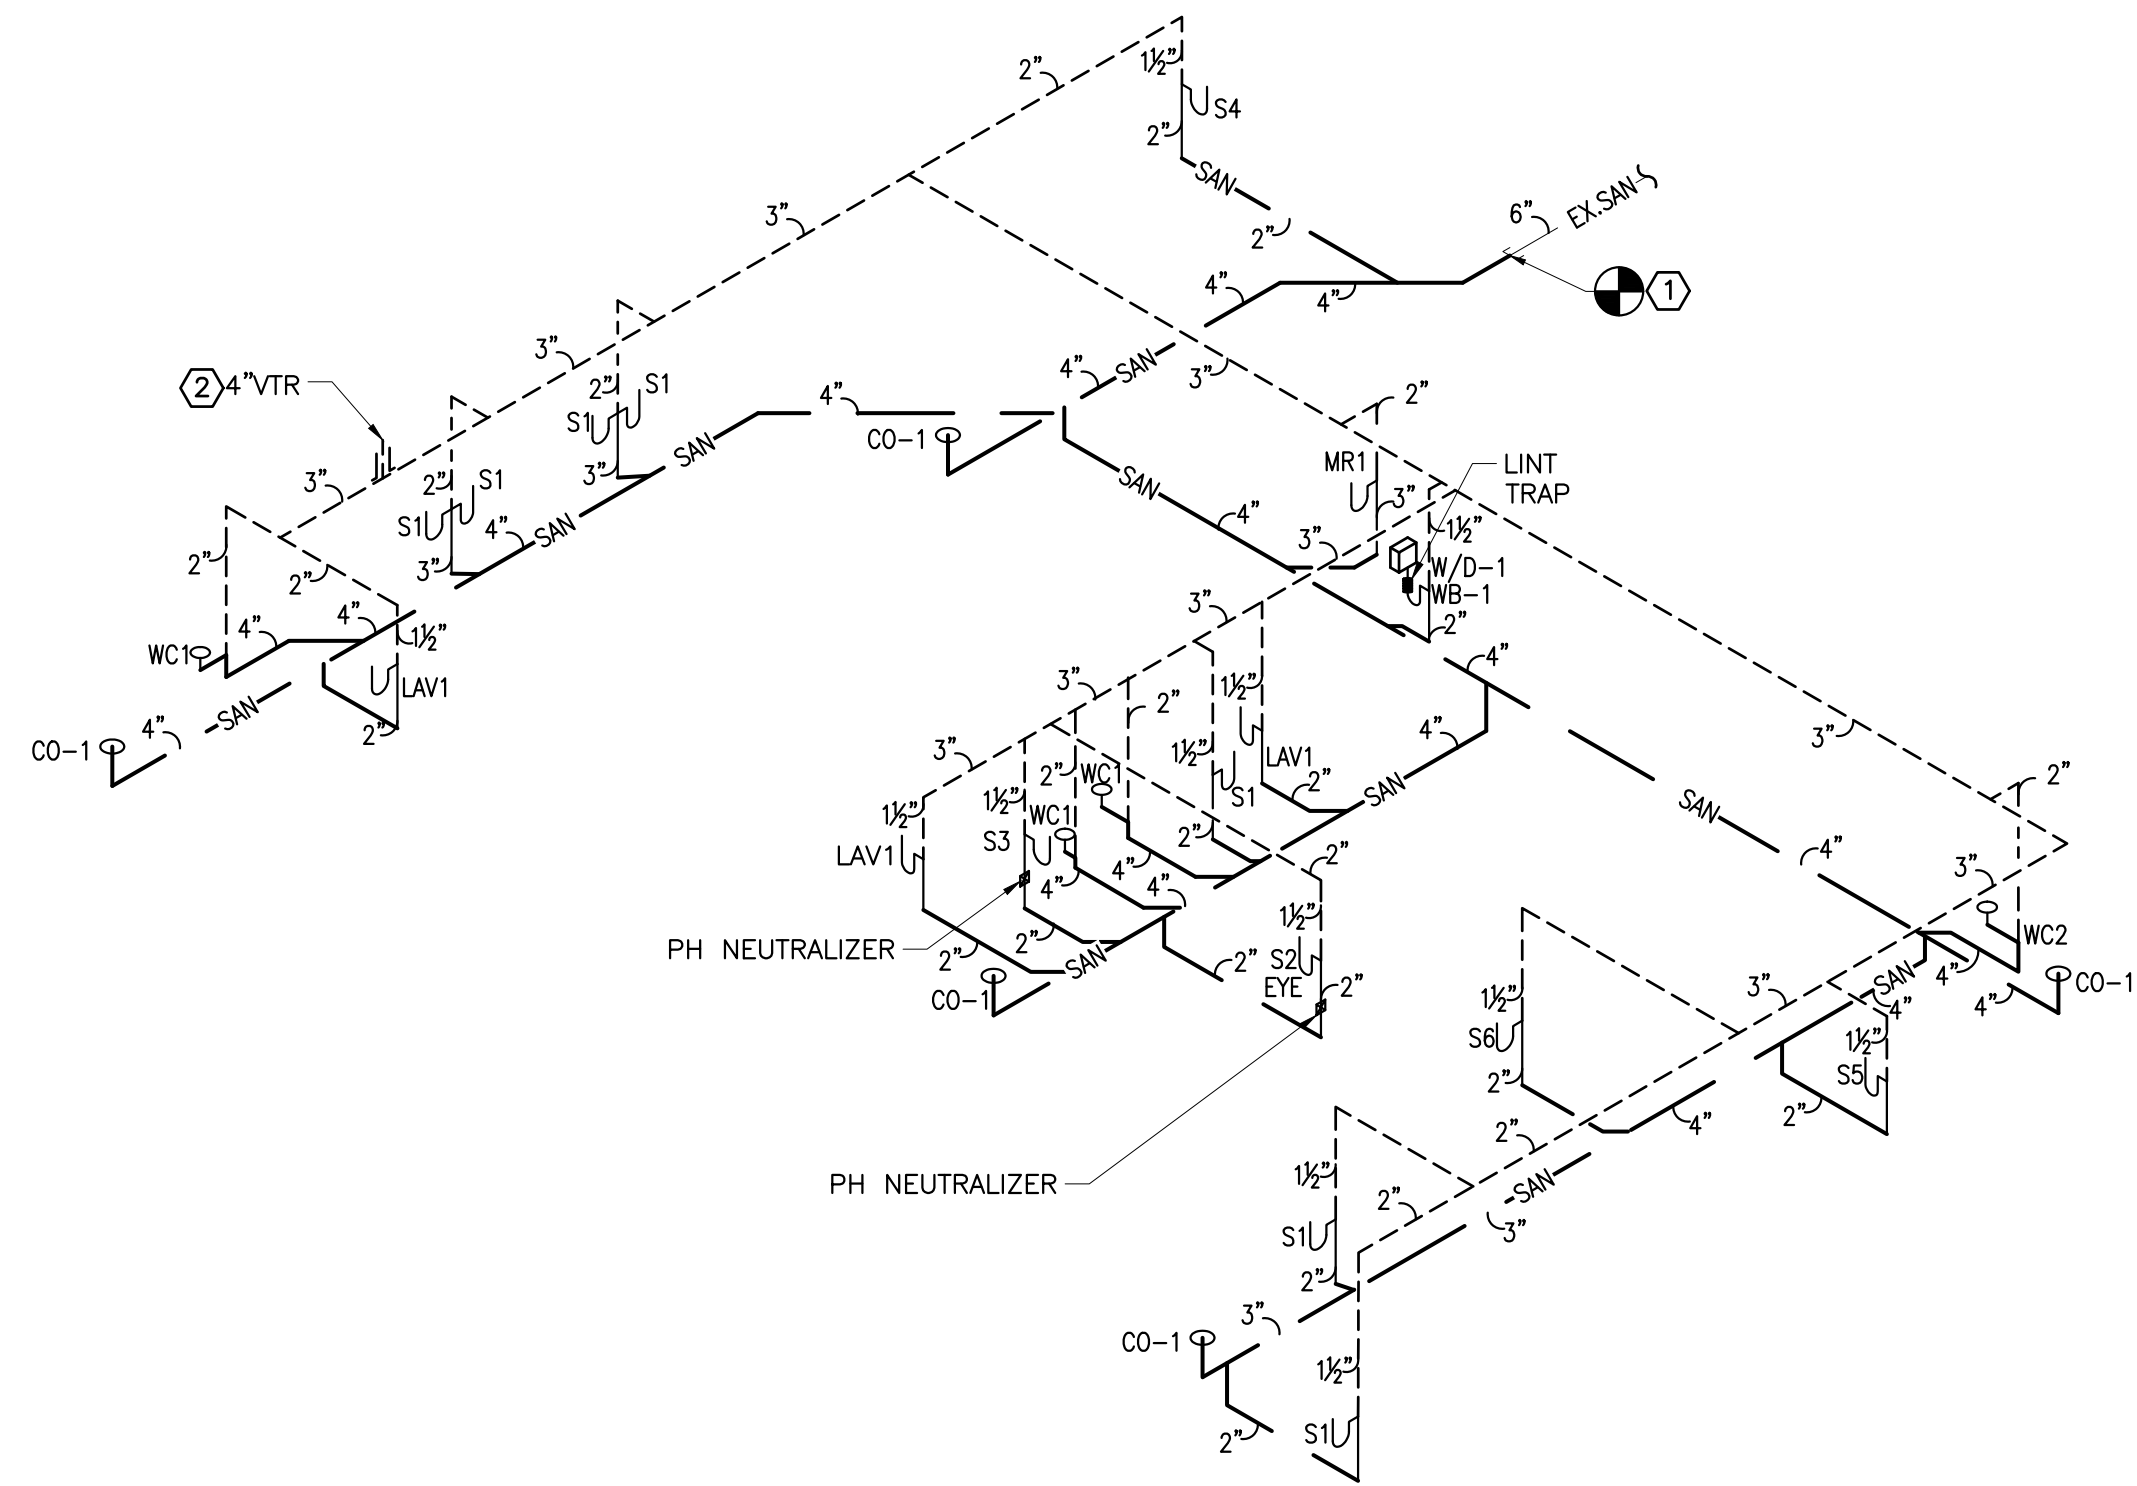 2"
1½"
S4
2"
SAN
2"
3"
6"
EX.SAN
1
4"
4"
3"
2"
S1
S1
3"
SAN
4"
CO-1
4"
SAN
3"
2"
2
4"VTR
3"
2"
S1
S1
3"
4"
SAN
SAN
4"
MR1
3"
LINT
TRAP
1½"
W/D-1
WB-1
2"
3"
3"
2"
2"
4"
4"
1½"
WC1
LAV1
2"
SAN
4"
CO-1
4"
3"
2"
1½"
1½"
LAV1
4"
SAN
2"
S1
2"
3"
1½"
LAV1
1½"
S3
2"
WC1
WC1
4"
4"
4"
2"
1½"
S2
EYE
2"
PH NEUTRALIZER
2"
2"
SAN
2"
CO-1
3"
2"
SAN
4"
3"
WC2
CO-1
4"
4"
SAN
4"
3"
1½"
S6
2"
1½"
S5
2"
4"
2"
PH NEUTRALIZER
1½"
2"
SAN
3"
S1
2"
3"
CO-1
1½"
2"
S1